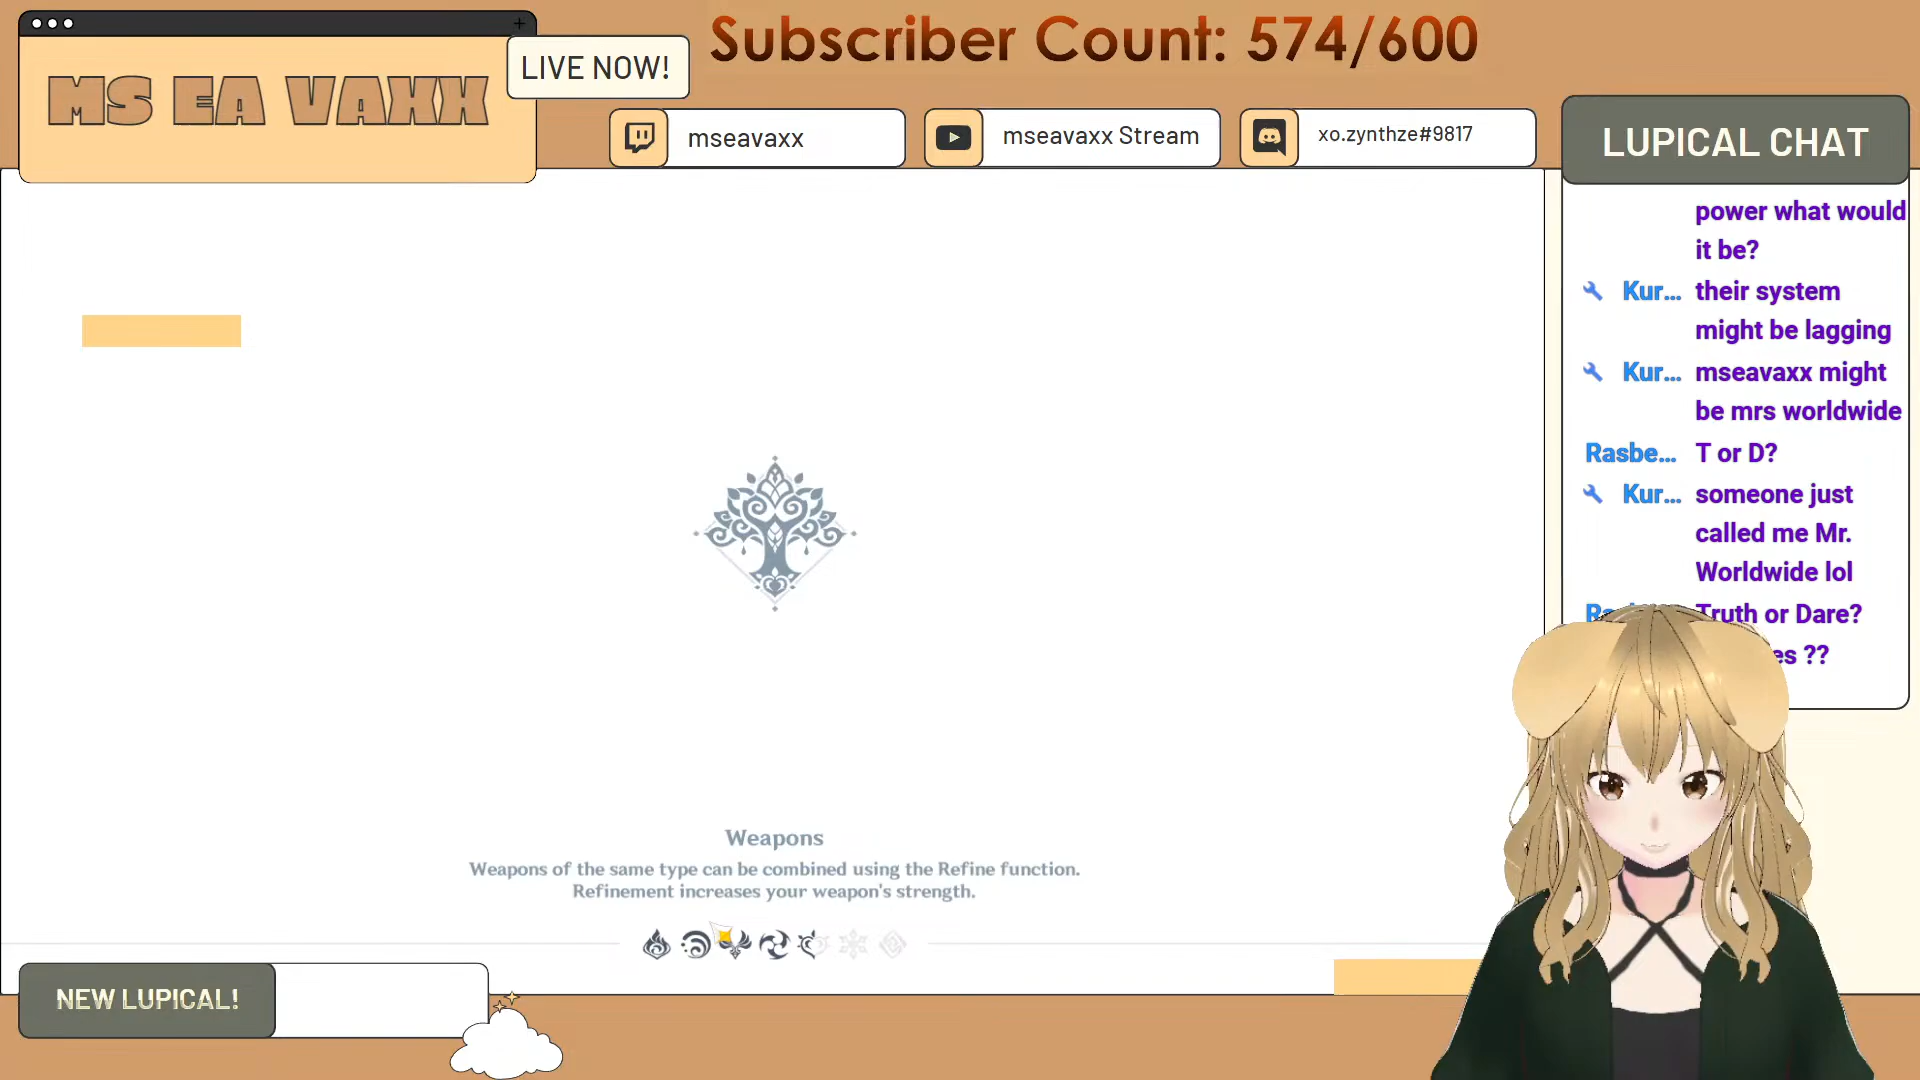 Subscriber Count: 574/600
MS EA VAXX
LIVE NOW!
mseavaxx
mseavaxx Stream
xo.zynthze#9817
LUPICAL CHAT
power what would
it be?
Kur... their system
might be lagging
Kur... mseavaxx might
be mrs worldwide
Rasbe... T or D?
Kur... someone just
called me Mr.
Worldwide lol
Truth or Dare?
es ??
Weapons
Weapons of the same type can be combined using the Refine function.
Refinement increases your weapon's strength.
NEW LUPICAL!